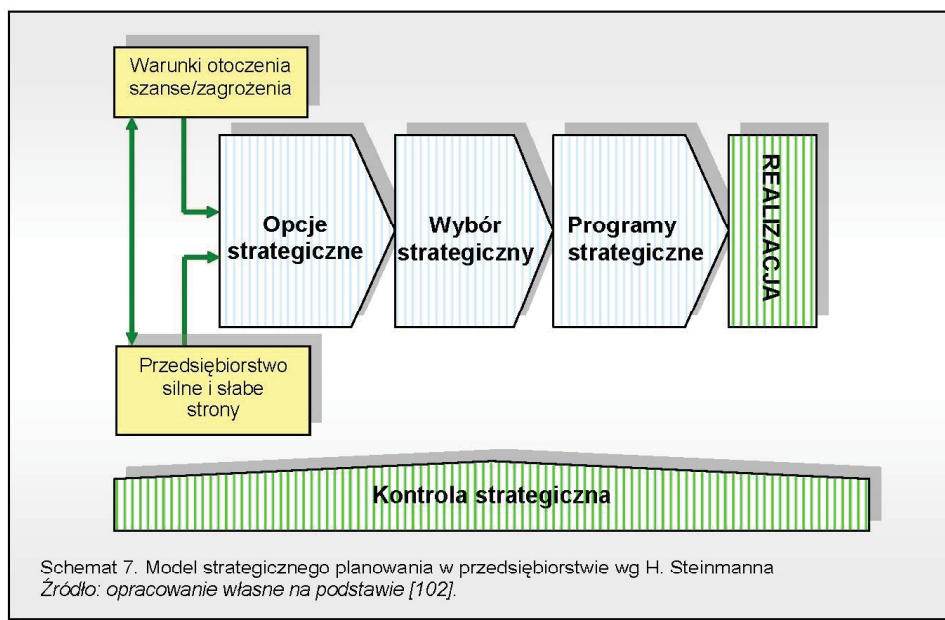 Warunki otoczenia
szanse/zagrożenia
Opcje
strategiczne
Wybór
strategiczny
Programy
strategiczne
REALIZACJA
Przedsiębiorstwo
silne i słabe
strony
Kontrola strategiczna
Schemat 7. Model strategicznego planowania w przedsiębiorstwie wg H. Steinmanna
Źródło: opracowanie własne na podstawie [102].